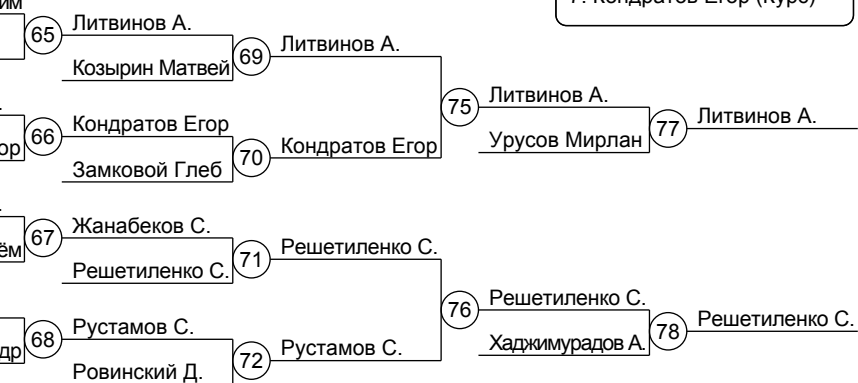 7. Кондратов Егор
65 Литвинов А.
Козырин Матвей
69 Литвинов А.
66 Кондратов Егор
Замковой Глеб
70 Кондратов Егор
75 Литвинов А.
Урусов Мирлан
77 Литвинов А.
67 Жанабеков С.
Решетиленко С.
71 Решетиленко С.
68 Рустамов С.
Ровинский Д.
72 Рустамов С.
76 Решетиленко С.
Хаджимурадов А.
78 Решетиленко С.